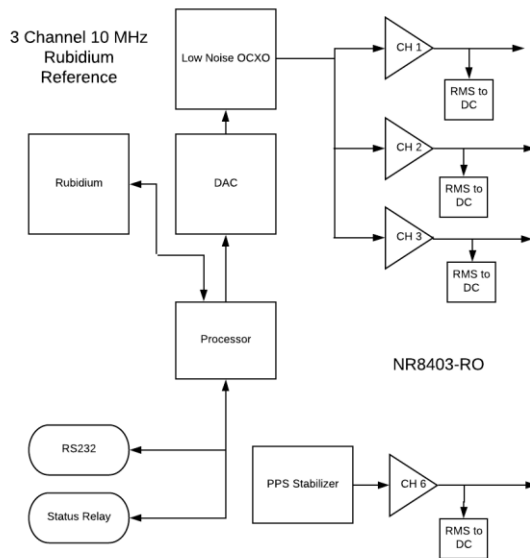 3 Channel 10 MHz
Rubidium
Reference
Low Noise OCXO
CH 1
RMS to
DC
Rubidium
DAC
CH 2
RMS to
DC
CH 3
RMS to
DC
Processor
NR8403-RO
RS232
Status Relay
PPS Stabilizer
CH 6
RMS to
DC